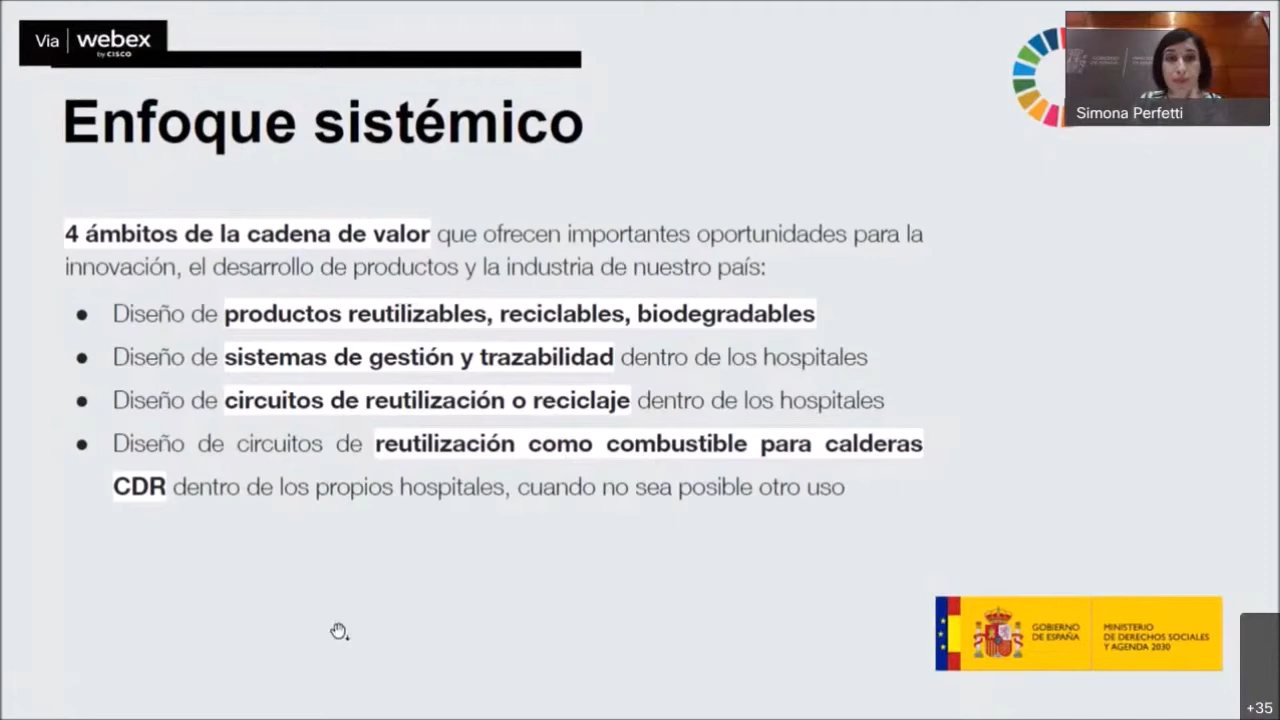 Via webex
by CISCO
Simona Perfetti
Enfoque sistémico
4 ámbitos de la cadena de valor que ofrecen importantes oportunidades para la
innovación, el desarrollo de productos y la industria de nuestro país:
● Diseño de productos reutilizables, reciclables, biodegradables
● Diseño de sistemas de gestión y trazabilidad dentro de los hospitales
● Diseño de circuitos de reutilización o reciclaje dentro de los hospitales
● Diseño de circuitos de reutilización como combustible para calderas
CDR dentro de los propios hospitales, cuando no sea posible otro uso
GOBIERNO
DE ESPAÑA
MINISTERIO
DE DERECHOS SOCIALES
Y AGENDA 2030
+35